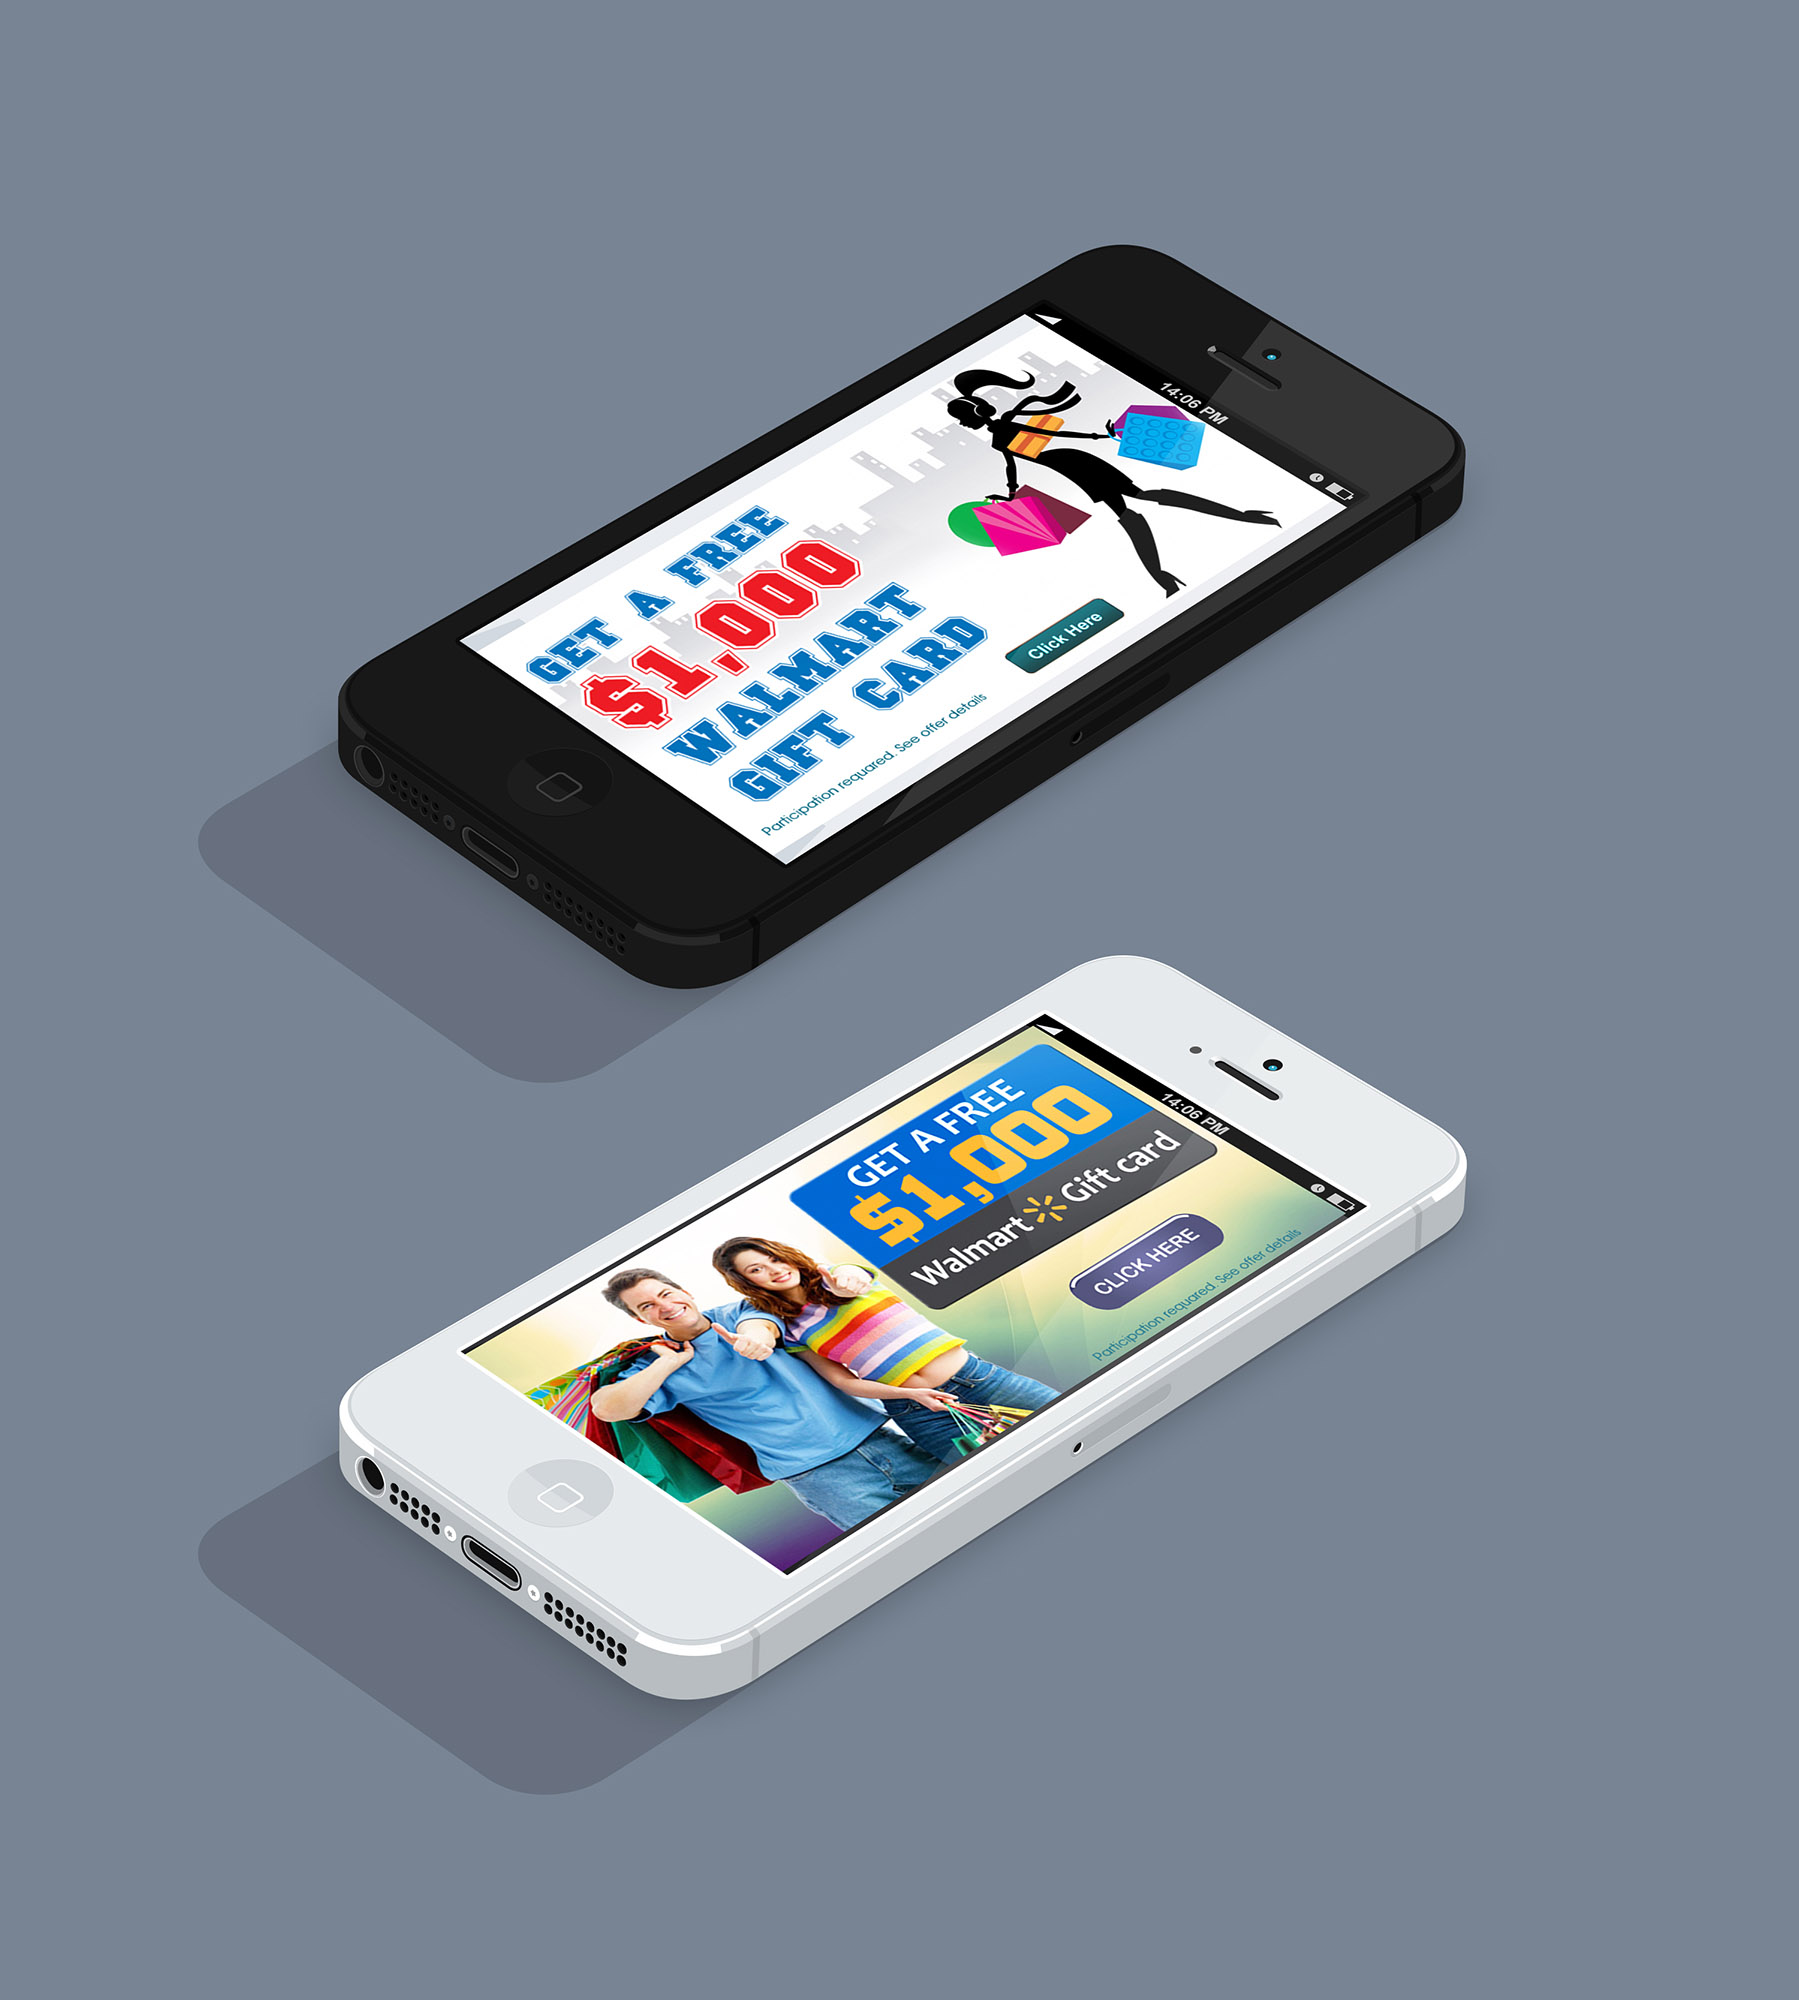 14:06 PM
GET A FREE
$1,000
WALMART
GIFT CARD
Click Here
Participation requared. See offer details
14:06 PM
GET A FREE
$1,000
Walmart Gift card
CLICK HERE
Participation requared. See offer details